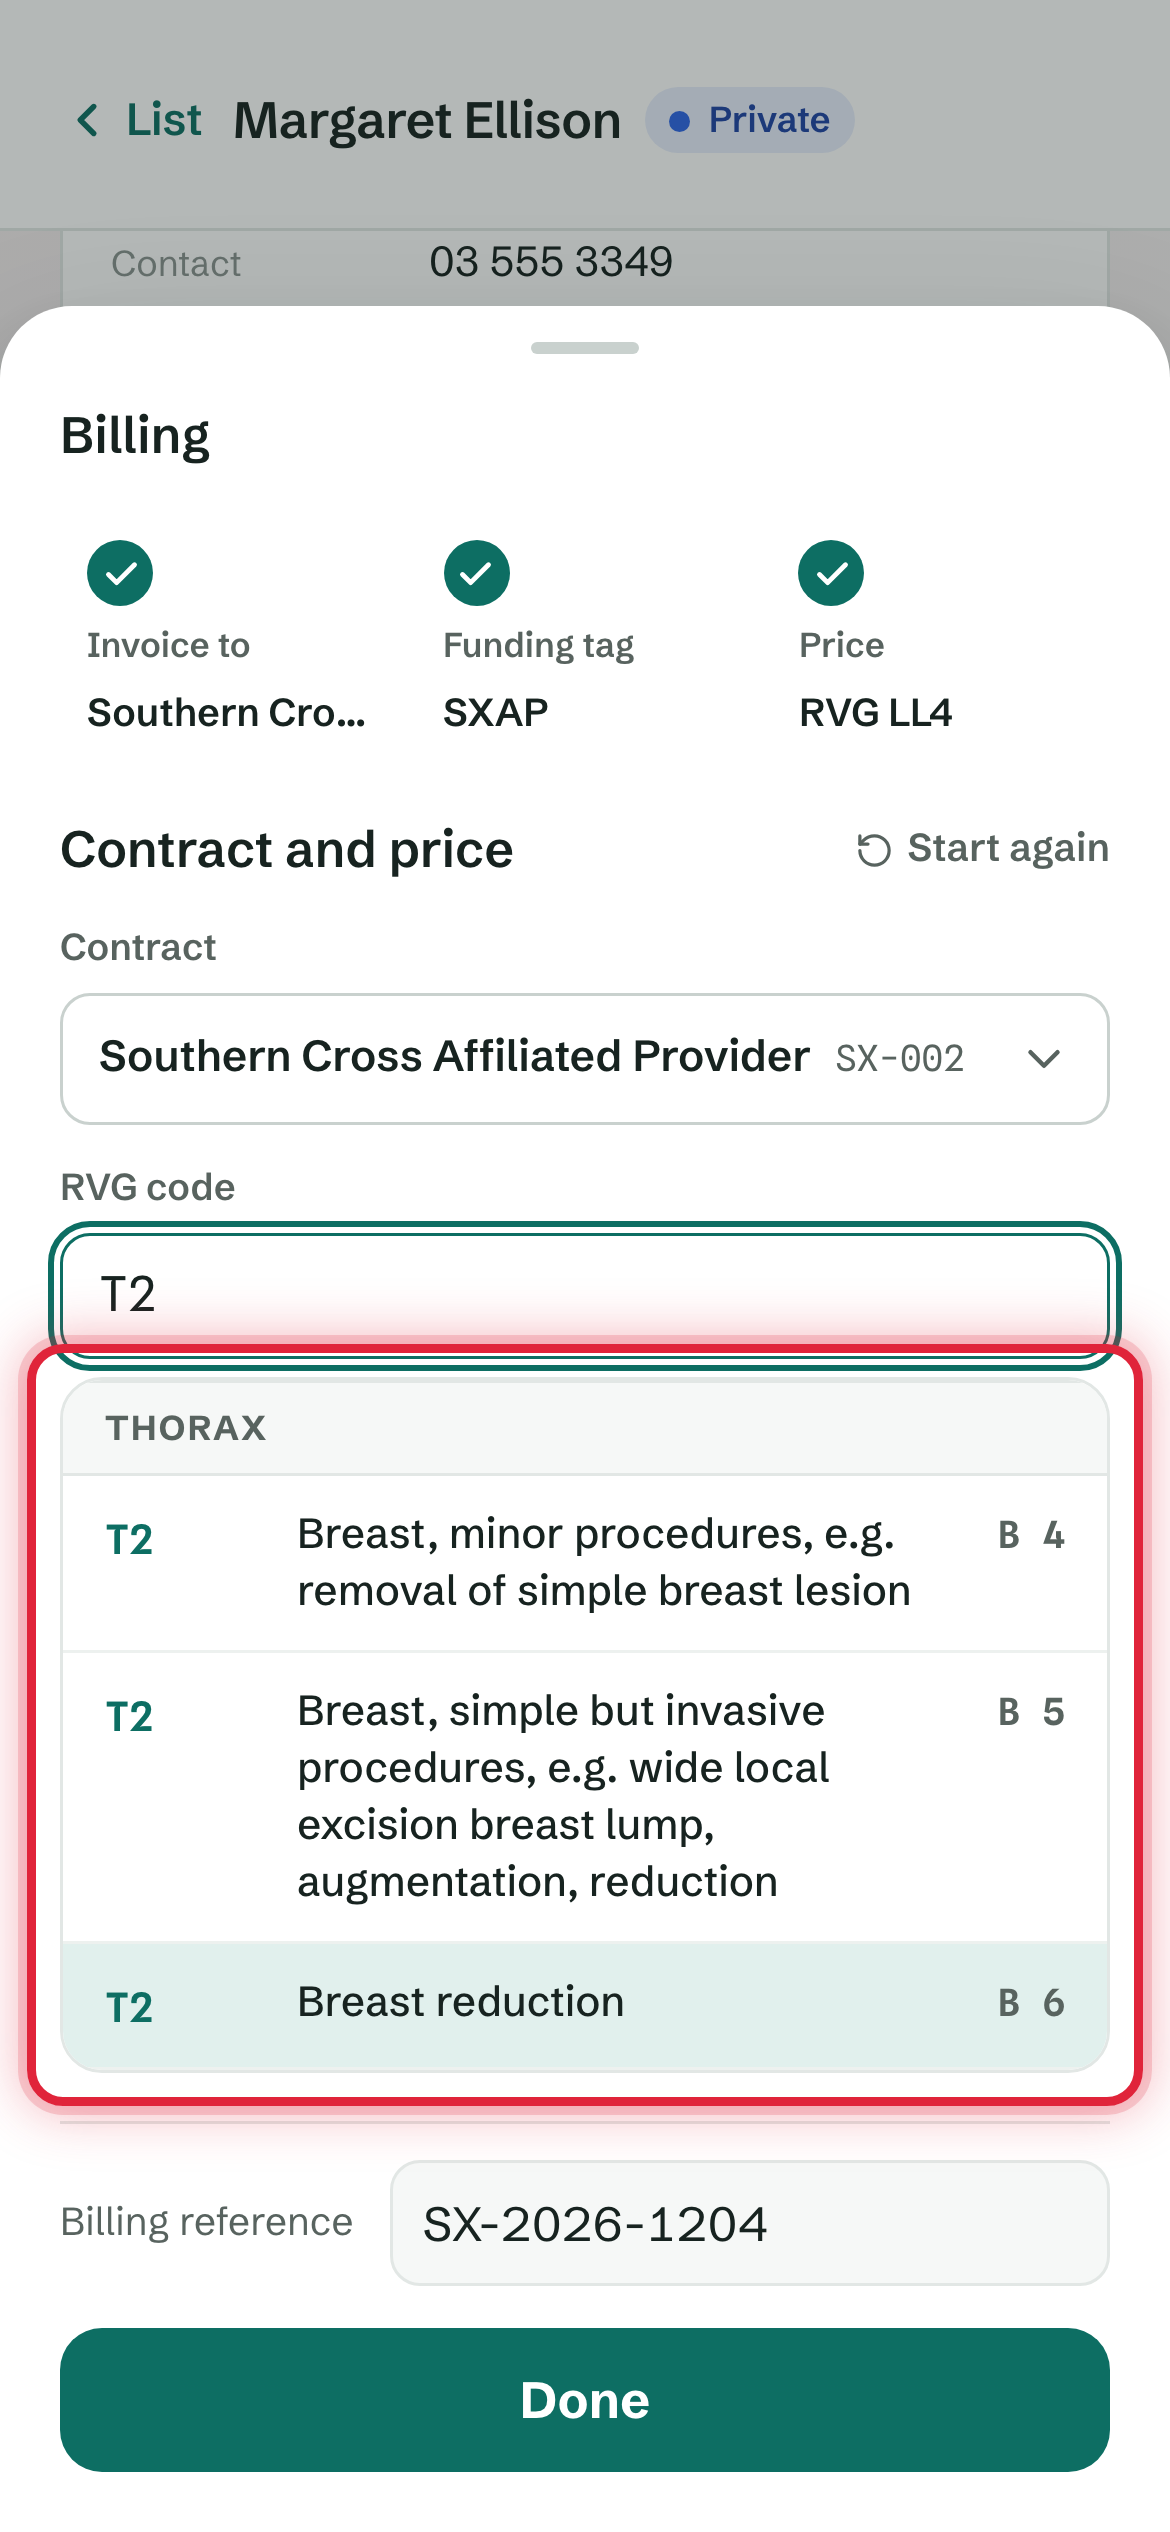 List Margaret Ellison Private
Contact 03 555 3349
Billing
Invoice to Funding tag Price
Southern Cro... SXAP RVG LL4
Contract and price Start again
Contract
Southern Cross Affiliated Provider SX-002
RVG code
T2
THORAX
T2 Breast, minor procedures, e.g. B 4
removal of simple breast lesion
T2 Breast, simple but invasive B 5
procedures, e.g. wide local
excision breast lump,
augmentation, reduction
T2 Breast reduction B 6
Billing reference SX-2026-1204
Done